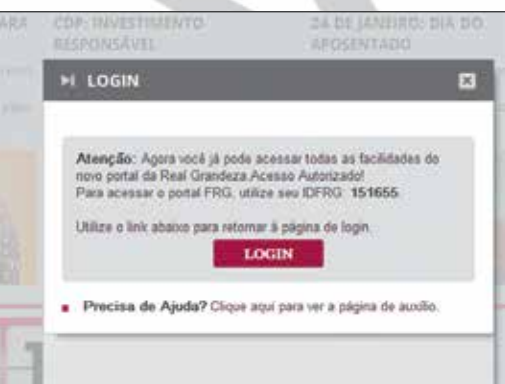 CDP: INVESTIMENTO
RESPONSÁVEL
24 DE JANEIRO: DIA DO
APOSENTADO
LOGIN
Atenção: Agora você já pode acessar todas as facilidades do
novo portal da Real Grandeza.Acesso Autorizado!
Para acessar o portal FRG, utilize seu IDFRG: 151655.
Utilize o link abaixo para retornar à página de login.
LOGIN
Precisa de Ajuda? Clique aqui para ver a página de auxílio.